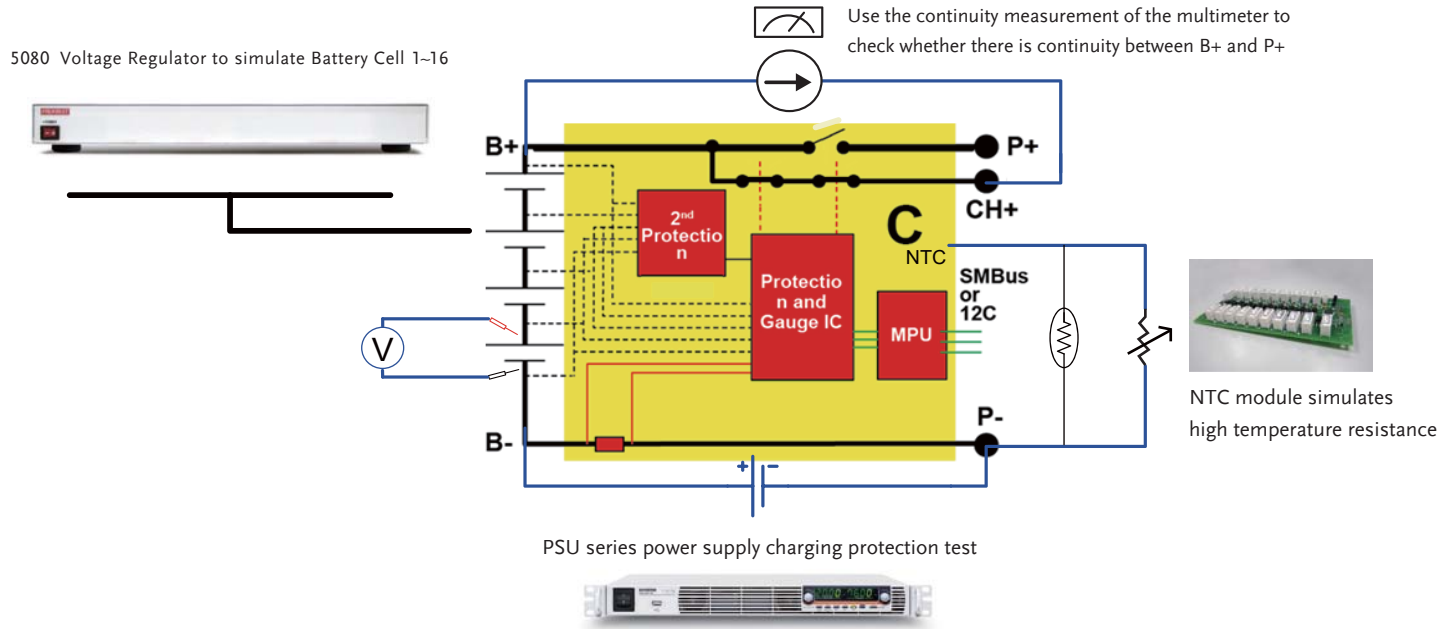 Use the continuity measurement of the multimeter to
check whether there is continuity between B+ and P+
5080 Voltage Regulator to simulate Battery Cell 1~16
B+
P+
CH+
2nd
Protectio
n
C
NTC
SMBus
or
12C
Protectio
n and
Gauge IC
MPU
V
NTC module simulates
high temperature resistance
P-
B-
+ −
PSU series power supply charging protection test